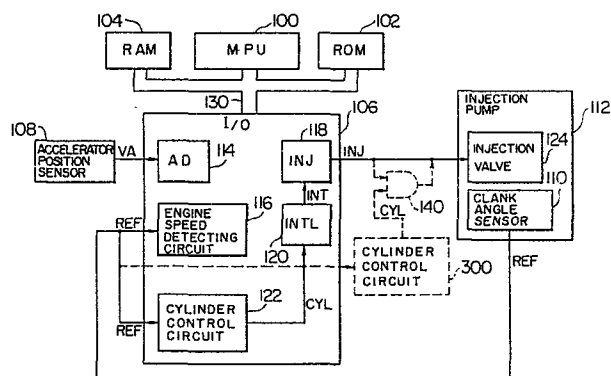 104
100
102
RAM
MPU
ROM
130
106
I/O
108
ACCELERATOR
POSITION
SENSOR
VA
AD
114
118
INJ
INJ
INT
INTL
120
REF
ENGINE
SPEED
DETECTING
CIRCUIT
116
REF
CYLINDER
CONTROL
CIRCUIT
122
CYL
CYL
140
CYLINDER
CONTROL
CIRCUIT
300
INJECTION
PUMP
112
INJECTION
VALVE
124
110
CLANK
ANGLE
SENSOR
REF